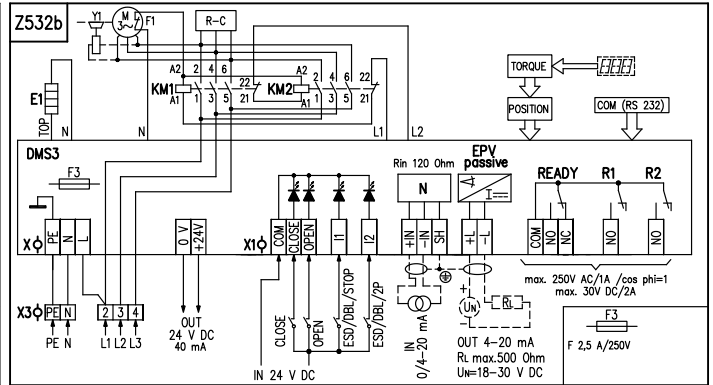 Z532b
Y1
M
3~
F1
R-C
TORQUE
POSITION
COM (RS 232)
E1
TOP
N
N
A2
KM1
A1
2 4 6
1 3 5
22
21
A2
KM2
A1
2 4 6
1 3 5
22
21
L1
L2
DMS3
F3
Rin 120 Ohm
N
EPV
passive
I
READY
R1
R2
X
PE
N
L
0 V
+24V
X1
COM
CLOSE
OPEN
I1
I2
+IN
-IN
SH
+L
-L
COM
NO
NC
NO
NO
max. 250V AC/1A /cos phi=1
max. 30V DC/2A
X3
PE N
2 3 4
PE N
L1 L2 L3
OUT
24 V DC
40 mA
CLOSE
OPEN
ESD/DBL/STOP
ESD/DBL/2P
IN 24 V DC
IN
0/4-20 mA
+
UN
-
RL
OUT 4-20 mA
RL max.500 Ohm
UN=18-30 V DC
F3
F 2,5 A/250V